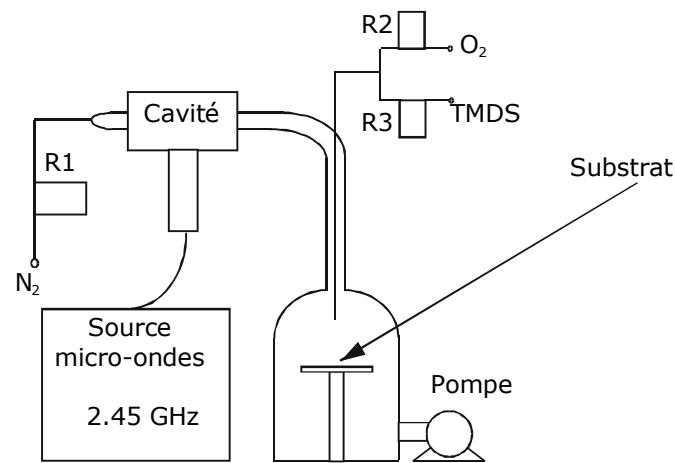 R2
O₂
Cavité
R3
TMDS
R1
Substrat
N₂
Source
micro-ondes
2.45 GHz
Pompe